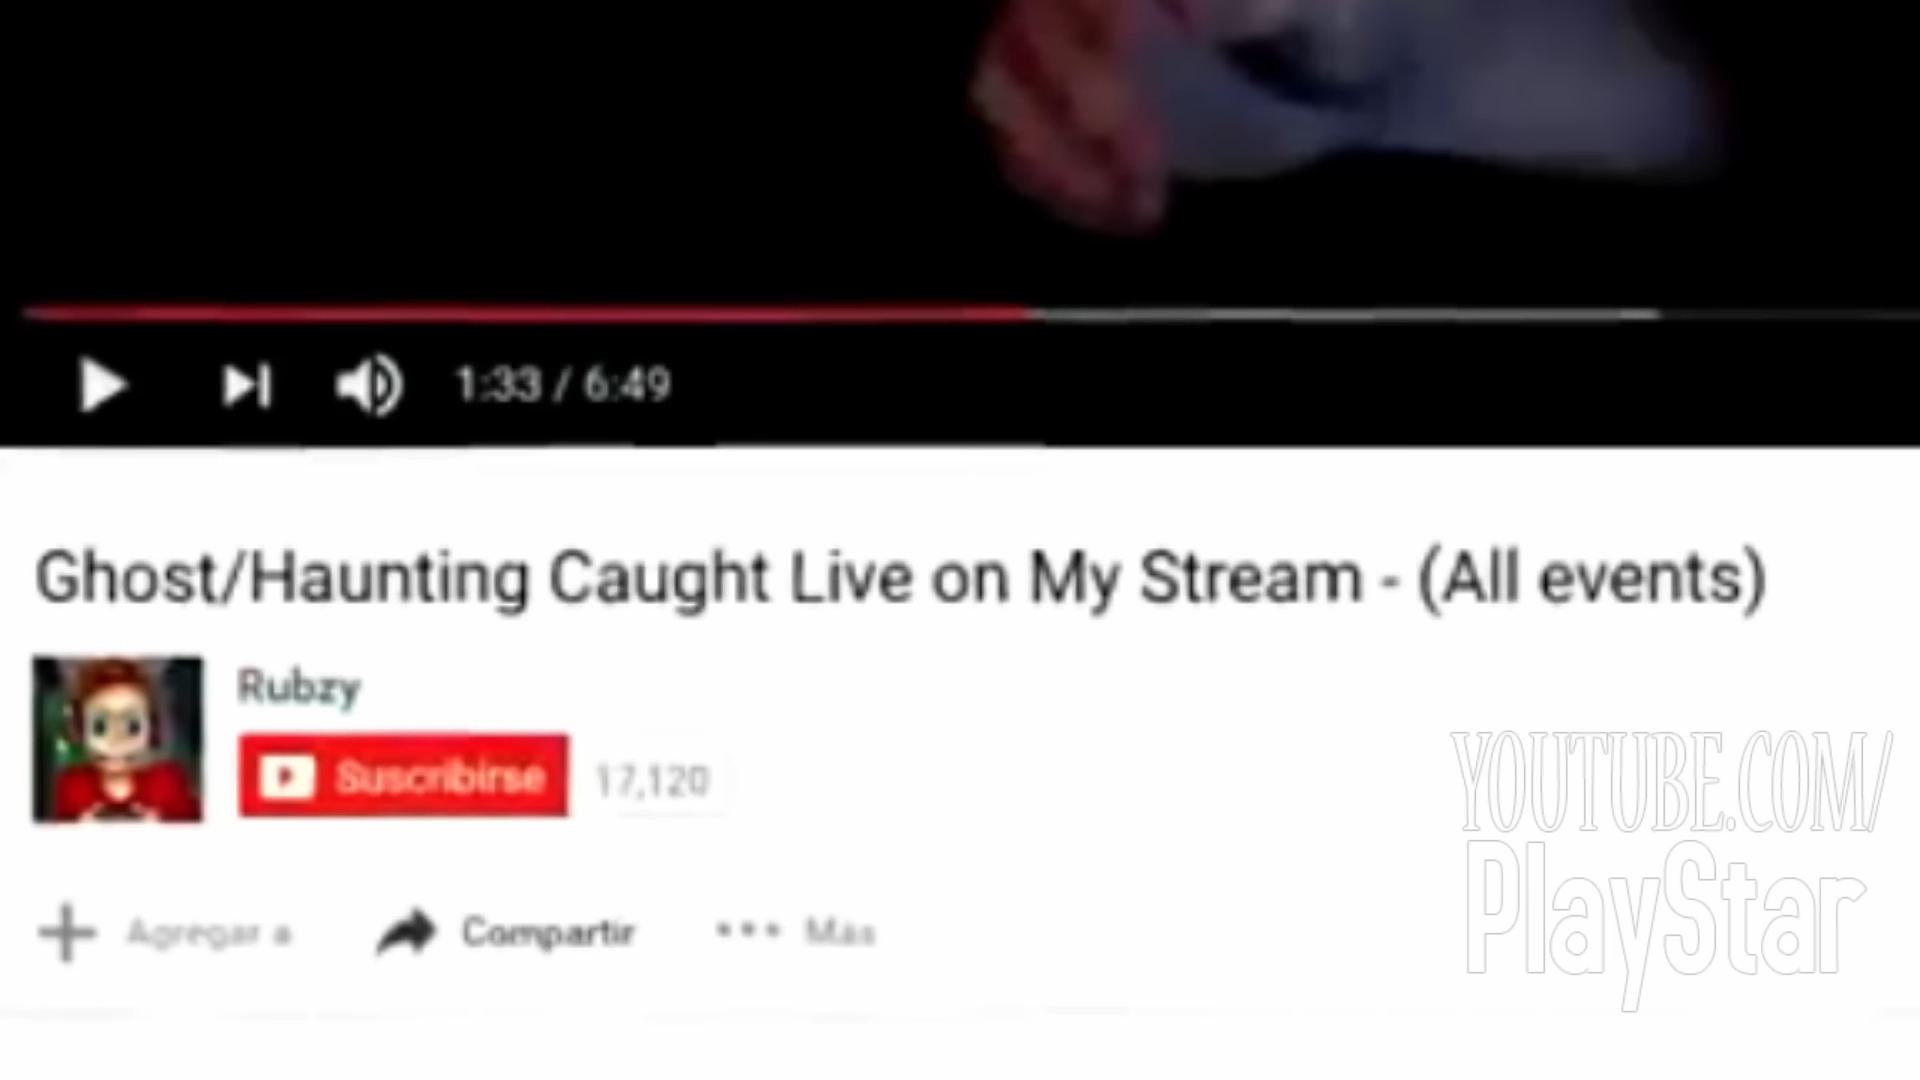 1:33 / 6:49
Ghost/Haunting Caught Live on My Stream - (All events)
Rubzy
Suscribirse
17,120
Agregar a
Compartir
Más
YOUTUBE.COM/
PlayStar